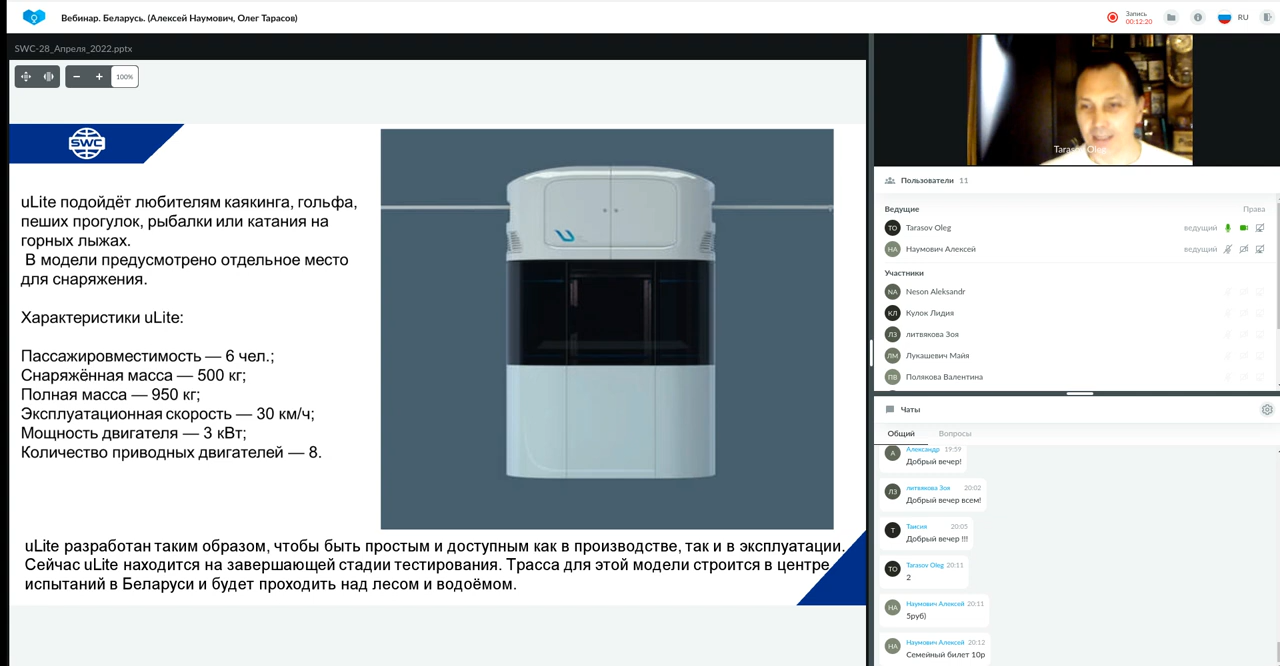 Вебинар. Беларусь. (Алексей Наумович, Олег Тарасов)
Запись
00:12:20
RU
SWC-28_Апреля_2022.pptx
100%
SWC
uLite подойдёт любителям каякинга, гольфа,
пеших прогулок, рыбалки или катания на
горных лыжах.
В модели предусмотрено отдельное место
для снаряжения.
Характеристики uLite:
Пассажировместимость — 6 чел.;
Снаряжённая масса — 500 кг;
Полная масса — 950 кг;
Эксплуатационная скорость — 30 км/ч;
Мощность двигателя — 3 кВт;
Количество приводных двигателей — 8.
uLite разработан таким образом, чтобы быть простым и доступным как в производстве, так и в эксплуатации.
Сейчас uLite находится на завершающей стадии тестирования. Трасса для этой модели строится в центре
испытаний в Беларуси и будет проходить над лесом и водоёмом.
Tarasov Oleg
Пользователи 11
Ведущие Права
TO Tarasov Oleg ведущий
НА Наумович Алексей ведущий
Участники
NA Neson Aleksandr
КЛ Кулок Лидия
ЛЗ литвякова Зоя
ЛМ Лукашевич Майя
ПВ Полякова Валентина
Чаты
Общий Вопросы
А Александр 19:59
Добрый вечер!
ЛЗ литвякова Зоя 20:02
Добрый вечер всем!
Т Таисия 20:05
Добрый вечер !!!
TO Tarasov Oleg 20:11
2
НА Наумович Алексей 20:11
5руб)
НА Наумович Алексей 20:12
Семейный билет 10р